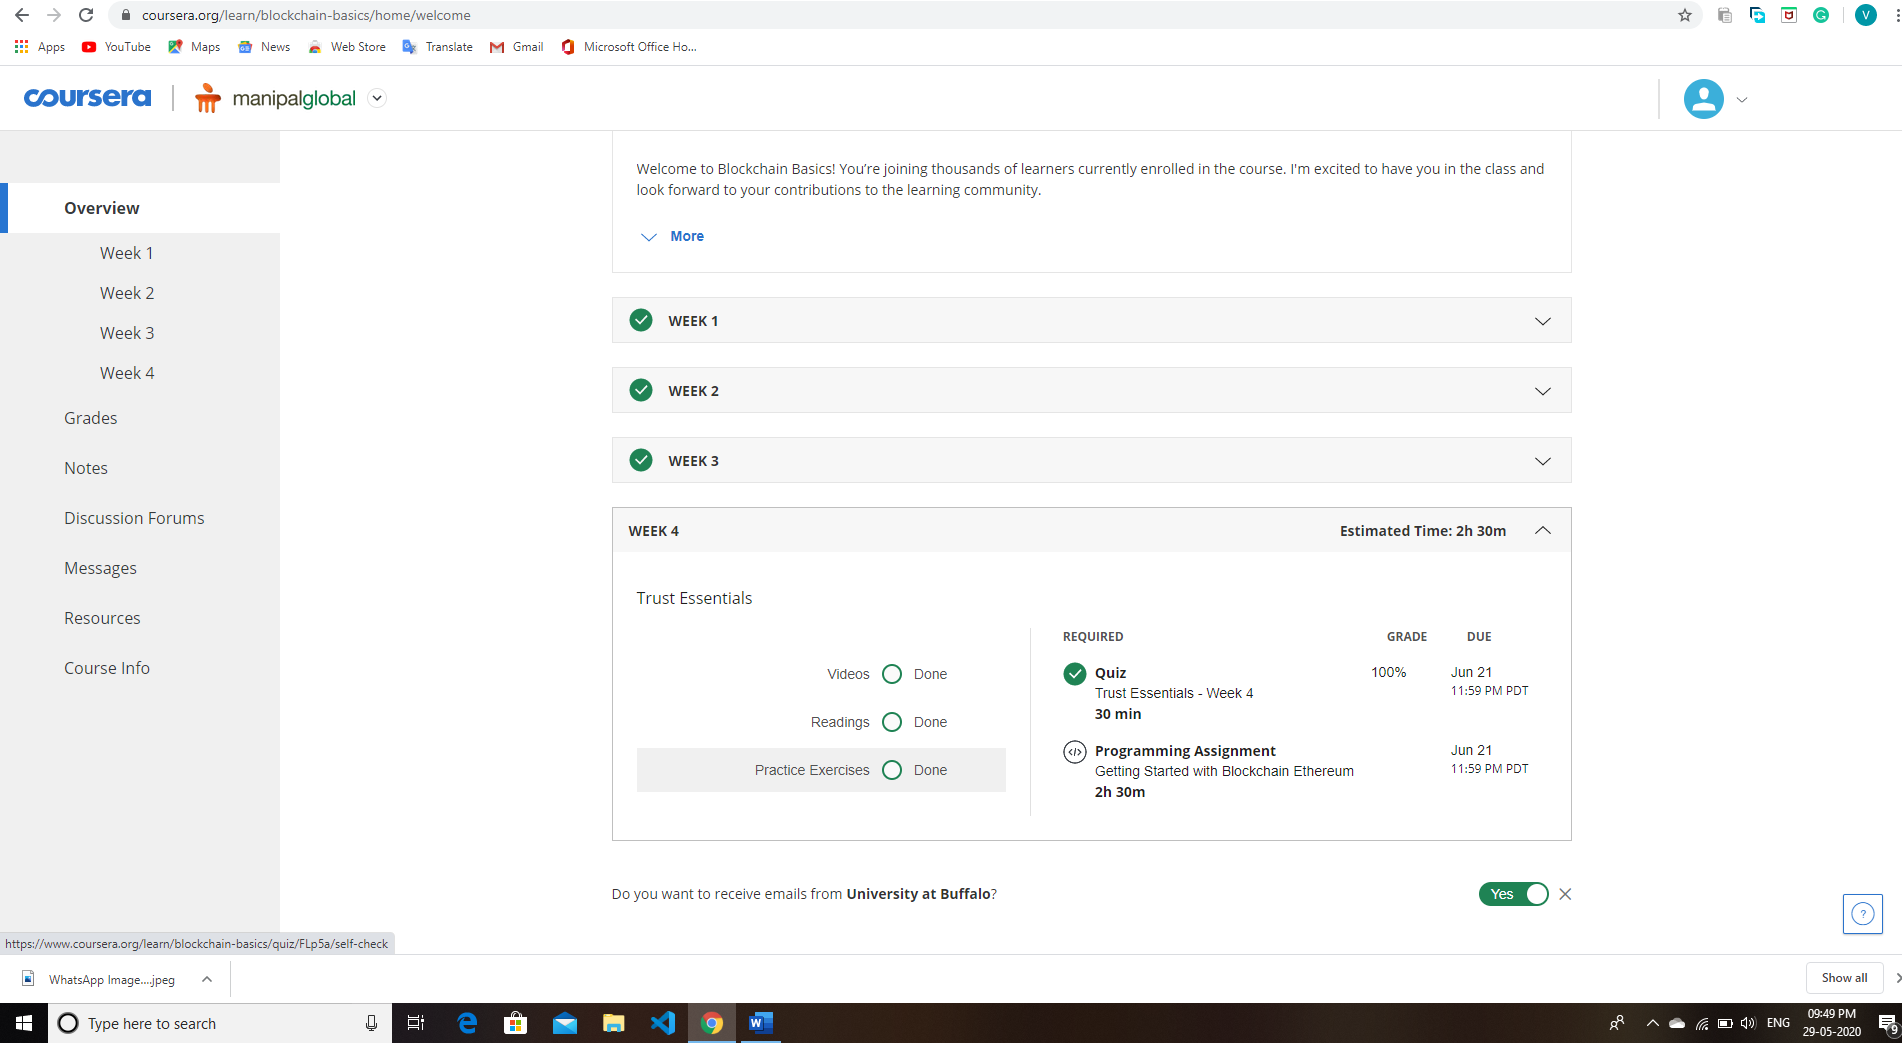 coursera.org/learn/blockchain-basics/home/welcome
V
Apps YouTube Maps News Web Store Translate Gmail Microsoft Office Ho...
coursera manipalglobal
Welcome to Blockchain Basics! You’re joining thousands of learners currently enrolled in the course. I'm excited to have you in the class and
look forward to your contributions to the learning community.
More
Overview
Week 1
Week 2
Week 3
Week 4
Grades
Notes
Discussion Forums
Messages
Resources
Course Info
WEEK 1
WEEK 2
WEEK 3
WEEK 4 Estimated Time: 2h 30m
Trust Essentials
Videos Done
Readings Done
Practice Exercises Done
REQUIRED GRADE DUE
Quiz 100% Jun 21
Trust Essentials - Week 4 11:59 PM PDT
30 min
Programming Assignment Jun 21
Getting Started with Blockchain Ethereum 11:59 PM PDT
2h 30m
Do you want to receive emails from University at Buffalo? Yes
?
https://www.coursera.org/learn/blockchain-basics/quiz/FLp5a/self-check
WhatsApp Image....jpeg Show all
Type here to search
ENG
09:49 PM
29-05-2020
9